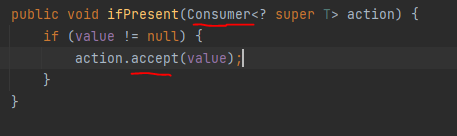 public void ifPresent(Consumer<? super T> action) {
    if (value != null) {
        action.accept(value);
    }
}